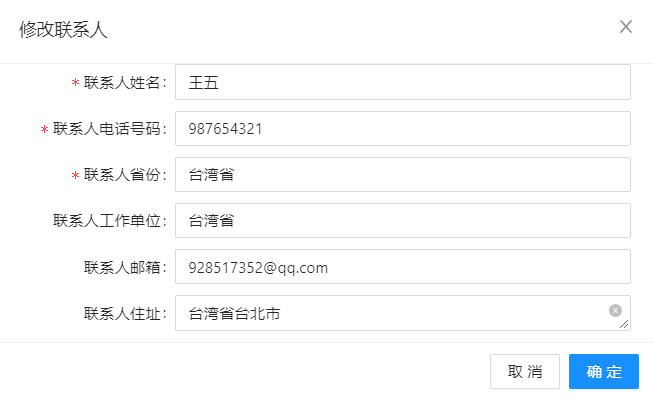 修改联系人
* 联系人姓名: 王五
* 联系人电话号码: 987654321
* 联系人省份: 台湾省
联系人工作单位: 台湾省
联系人邮箱: 928517352@qq.com
联系人住址: 台湾省台北市
取 消 确 定